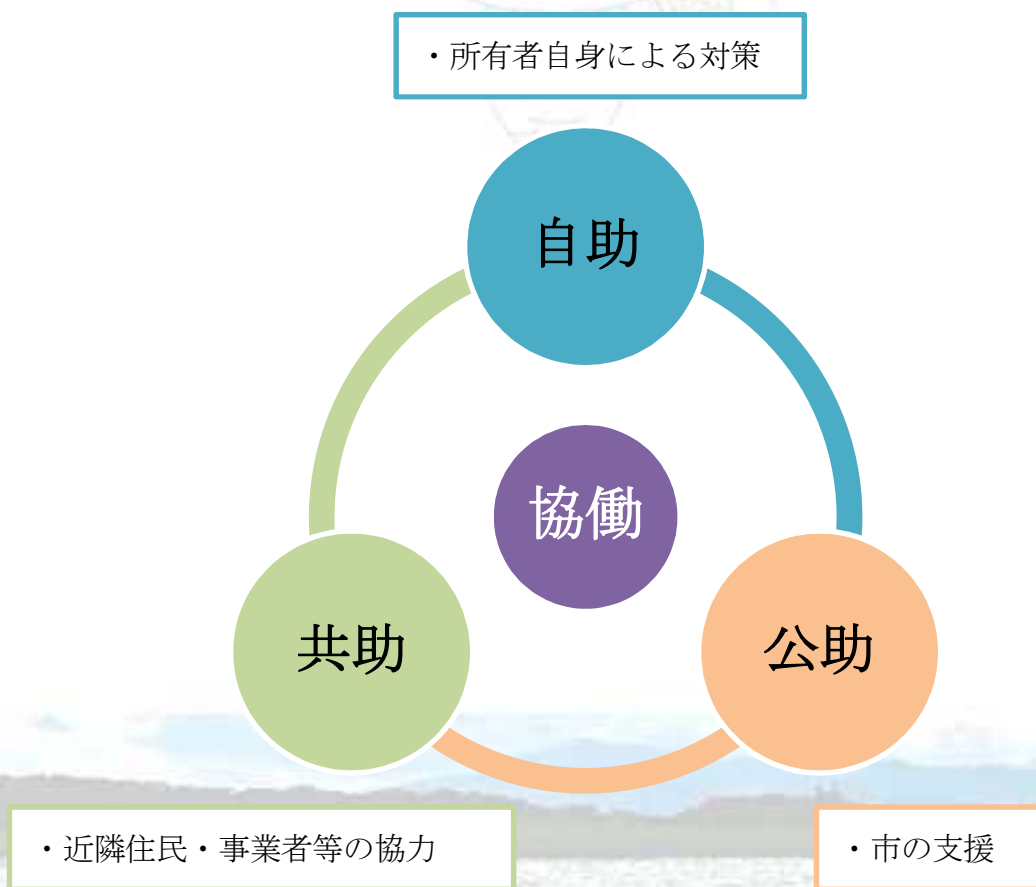 ・所有者自身による対策
自助
協働
共助
公助
・近隣住民・事業者等の協力
・市の支援